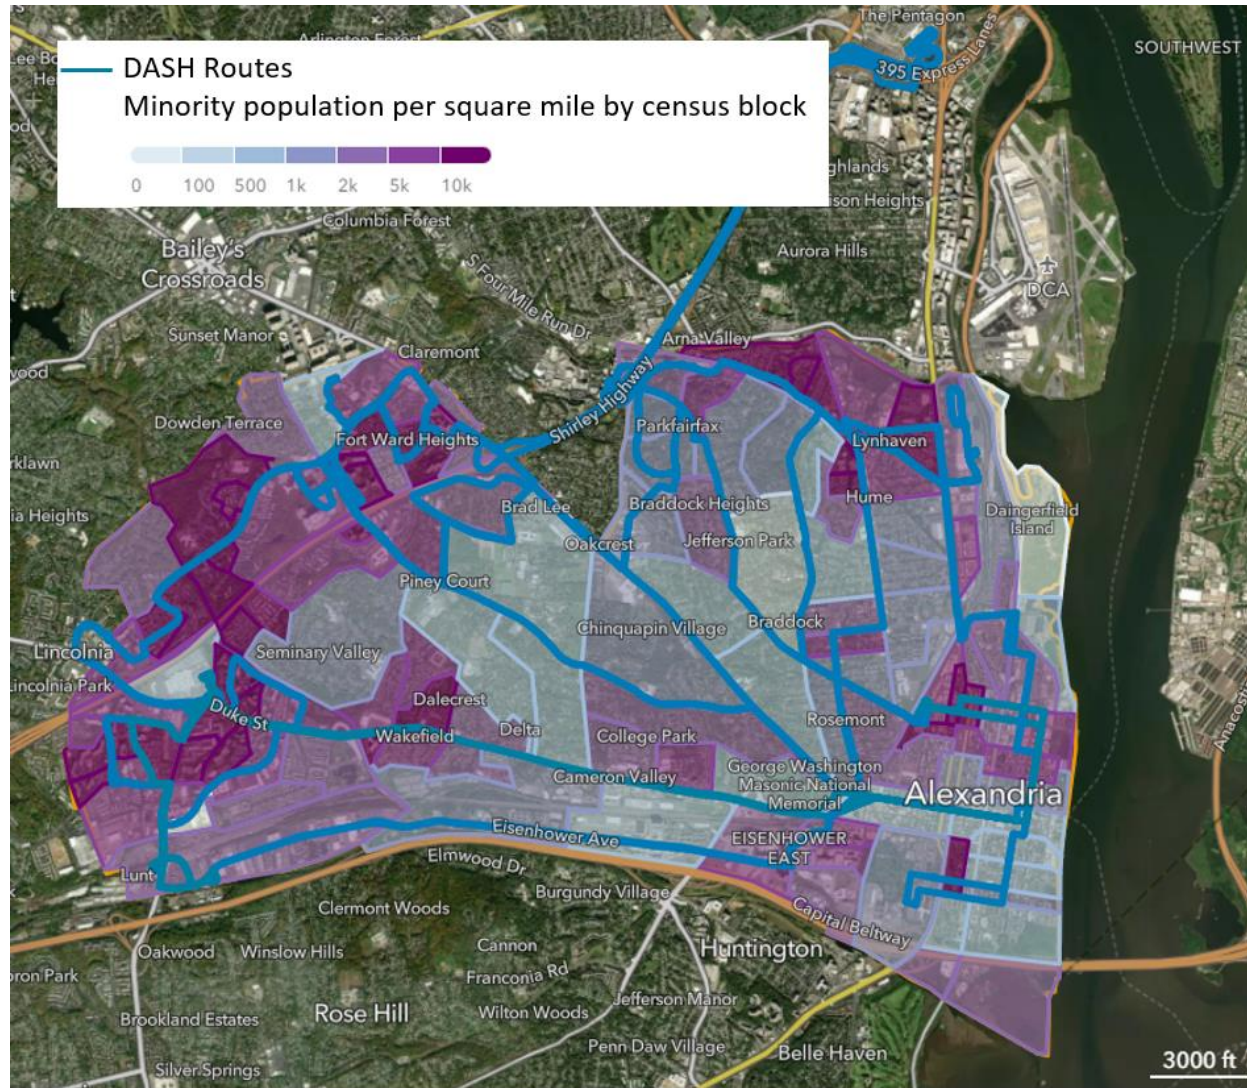 The Pentagon
SOUTHWEST
395 Express Lanes
DASH Routes
Minority population per square mile by census block
0 100 500 1k 2k 5k 10k
Aurora Hills
Columbia Forest
Bailey's
Crossroads
S Four Mile Run Dr
DCA
Sunset Manor
Claremont
Arna Valley
Shirley Highway
Dowden Terrace
Fort Ward Heights
Parkfairfax
Lynhaven
Brad Lee
Braddock Heights
Hume
Daingerfield
Island
Oakcrest
Jefferson Park
Piney Court
Chinquapin Village
Braddock
Lincolnia
Seminary Valley
Lincolnia Park
Dalecrest
Duke St
Wakefield
Delta
College Park
Rosemont
Cameron Valley
George Washington
Masonic National
Memorial
Alexandria
Eisenhower Ave
EISENHOWER
EAST
Elmwood Dr
Burgundy Village
Clermont Woods
Capital Beltway
Oakwood
Winslow Hills
Cannon
Huntington
Franconia Rd
Rose Hill
Wilton Woods
Jefferson Manor
Brookland Estates
Penn Daw Village
Belle Haven
Silver Springs
3000 ft